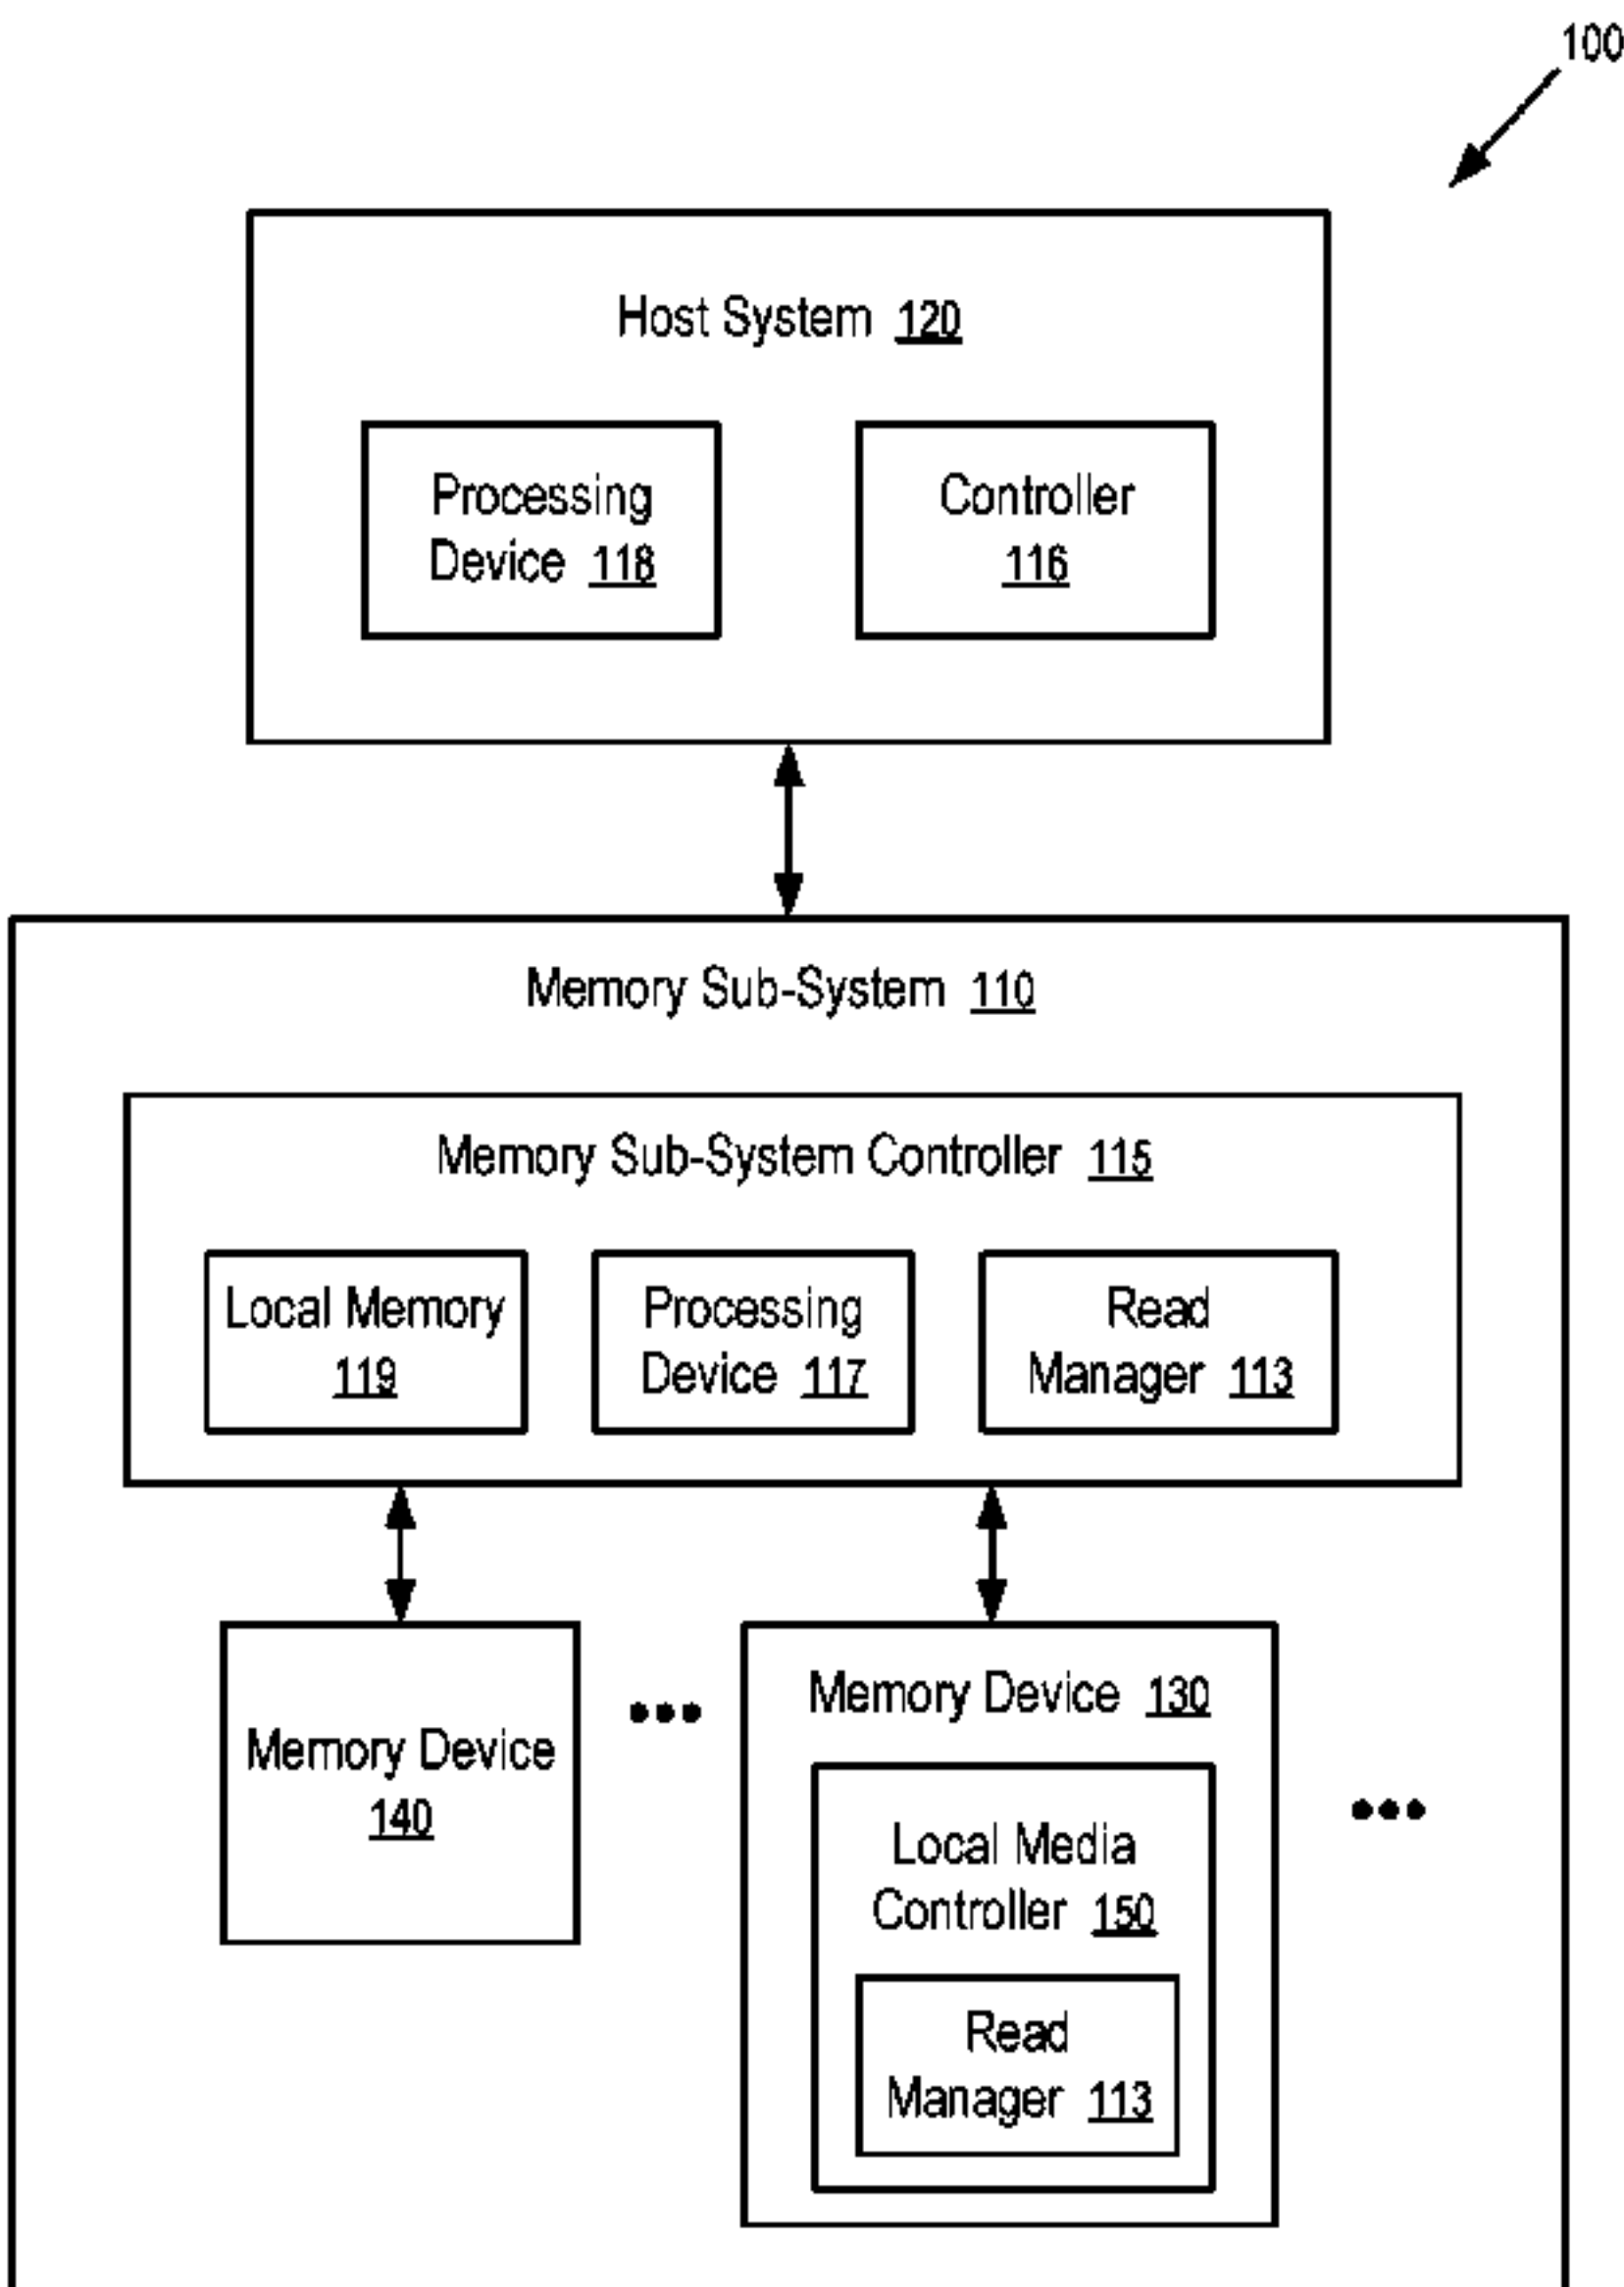 100
Host System 120
Processing
Device 118
Controller
116
Memory Sub-System 110
Memory Sub-System Controller 115
Local Memory
119
Processing
Device 117
Read
Manager 113
Memory Device
140
Memory Device 130
Local Media
Controller 150
Read
Manager 113